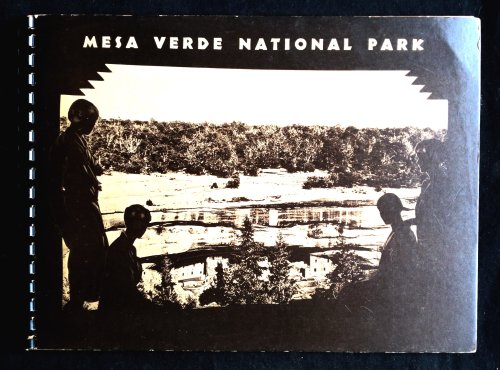 MESA VERDE NATIONAL PARK